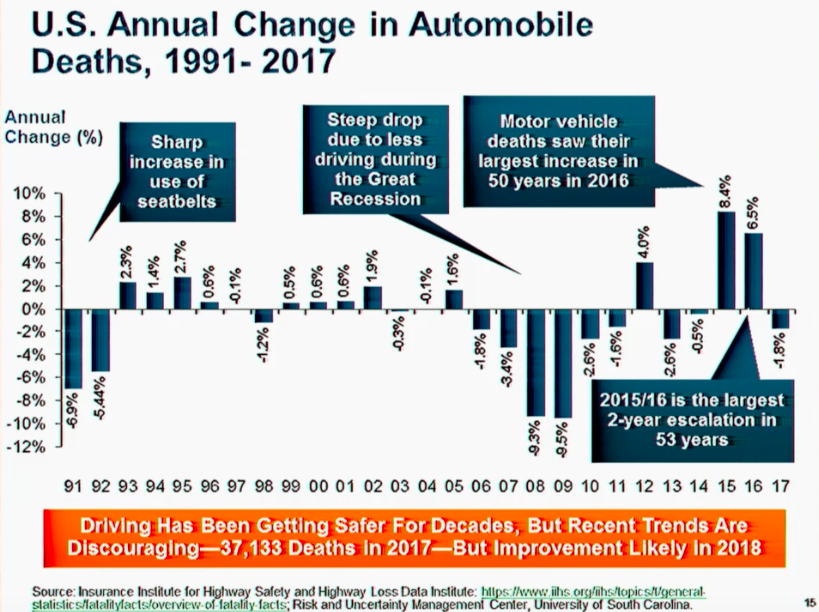 U.S. Annual Change in Automobile
Deaths, 1991- 2017
Annual
Change (%)
Sharp
increase in
use of
seatbelts
Steep drop
due to less
driving during
the Great
Recession
Motor vehicle
deaths saw their
largest increase in
50 years in 2016
10%
8%
6%
4%
2%
0%
-2%
-4%
-6%
-8%
-10%
-12%
-6.9%
-5.44%
2.3%
1.4%
2.7%
0.6%
-0.1%
-1.2%
0.5%
0.6%
0.6%
1.9%
-0.3%
-0.1%
1.6%
-1.8%
-3.4%
-9.3%
-9.5%
-2.6%
-1.6%
4.0%
-2.6%
-0.5%
8.4%
6.5%
-1.8%
2015/16 is the largest
2-year escalation in
53 years
91 92 93 94 95 96 97 98 99 00 01 02 03 04 05 06 07 08 09 10 11 12 13 14 15 16 17
Driving Has Been Getting Safer For Decades, But Recent Trends Are
Discouraging—37,133 Deaths in 2017—But Improvement Likely in 2018
Source: Insurance Institute for Highway Safety and Highway Loss Data Institute: https://www.iihs.org/iihs/topics/t/general-
statistics/fatalityfacts/overview-of-fatality-facts; Risk and Uncertainty Management Center, University of South Carolina.
15